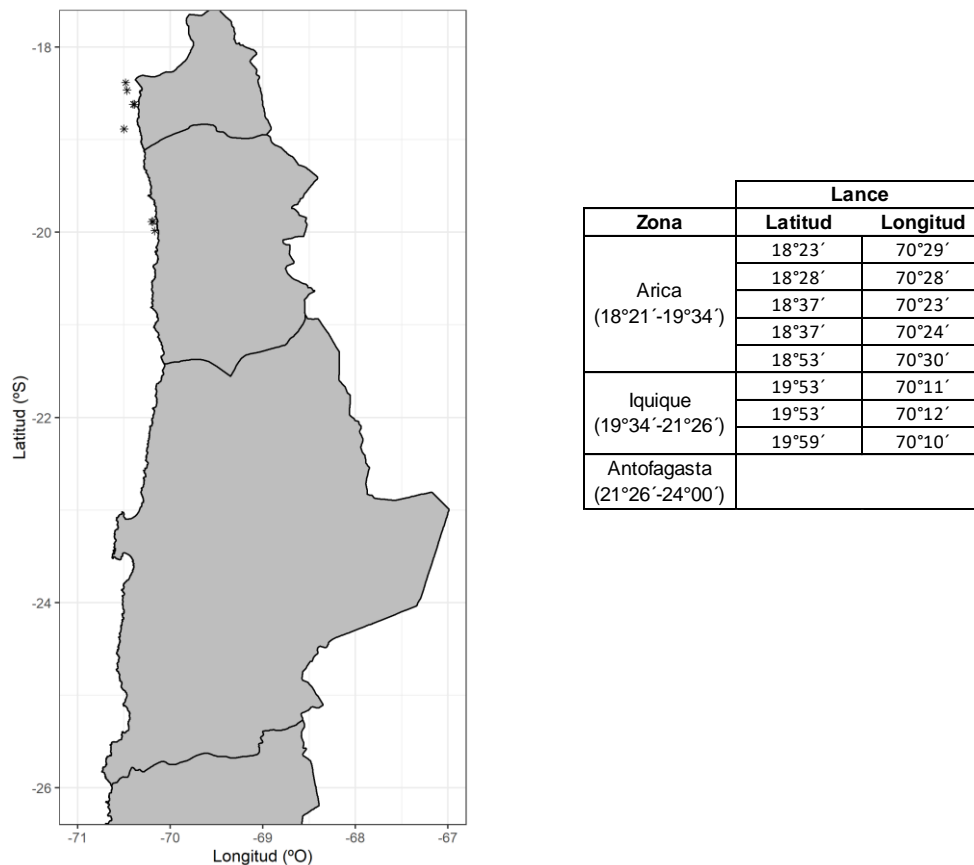 -18
-20
-22
-24
-26
Latitud (ºS)
-71 -70 -69 -68 -67
Longitud (ºO)
Lance
Zona Latitud Longitud
Arica
(18°21´-19°34´)
18°23´ 70°29´
18°28´ 70°28´
18°37´ 70°23´
18°37´ 70°24´
18°53´ 70°30´
Iquique
(19°34´-21°26´)
19°53´ 70°11´
19°53´ 70°12´
19°59´ 70°10´
Antofagasta
(21°26´-24°00´)